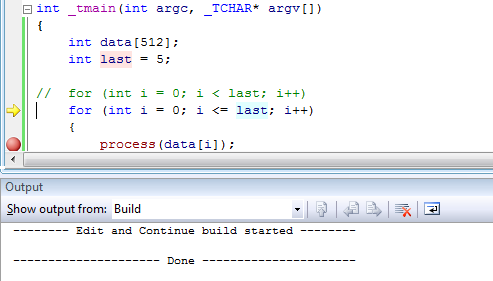 int _tmain(int argc, _TCHAR* argv[])
{
int data[512];
int last = 5;
// for (int i = 0; i < last; i++)
for (int i = 0; i <= last; i++)
{
process(data[i]);
Output
Show output from: Build
-------- Edit and Continue build started --------
--------------------- Done ----------------------